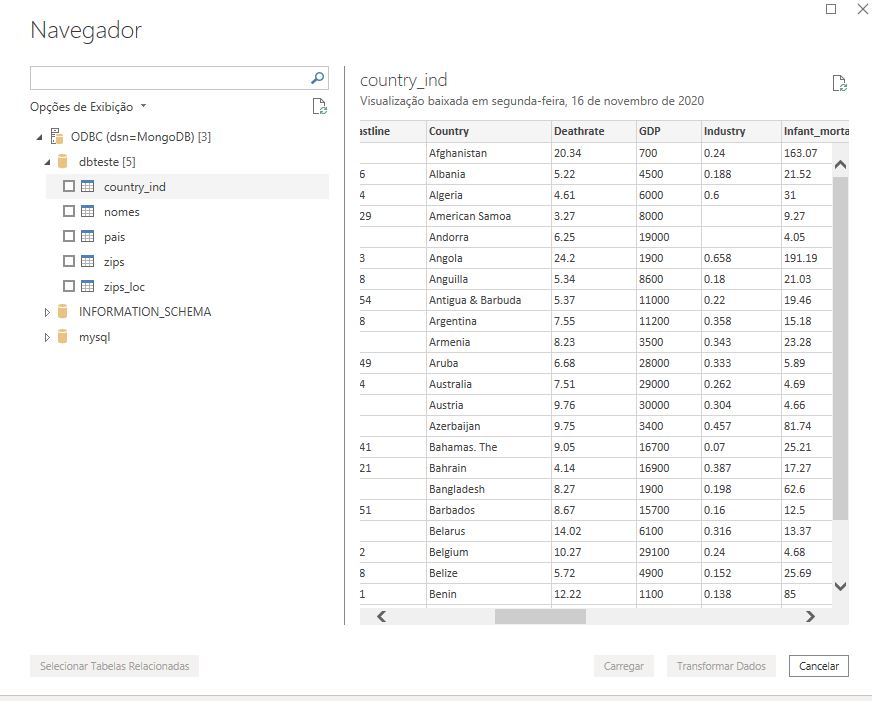 Navegador
Opções de Exibição
ODBC (dsn=MongoDB) [3]
dbteste [5]
country_ind
nomes
pais
zips
zips_loc
INFORMATION_SCHEMA
mysql
country_ind
Visualização baixada em segunda-feira, 16 de novembro de 2020
astline Country Deathrate GDP Industry Infant_morta
Afghanistan 20.34 700 0.24 163.07
6 Albania 5.22 4500 0.188 21.52
4 Algeria 4.61 6000 0.6 31
29 American Samoa 3.27 8000 9.27
Andorra 6.25 19000 4.05
3 Angola 24.2 1900 0.658 191.19
8 Anguilla 5.34 8600 0.18 21.03
54 Antigua & Barbuda 5.37 11000 0.22 19.46
8 Argentina 7.55 11200 0.358 15.18
Armenia 8.23 3500 0.343 23.28
49 Aruba 6.68 28000 0.333 5.89
4 Australia 7.51 29000 0.262 4.69
Austria 9.76 30000 0.304 4.66
Azerbaijan 9.75 3400 0.457 81.74
41 Bahamas. The 9.05 16700 0.07 25.21
21 Bahrain 4.14 16900 0.387 17.27
Bangladesh 8.27 1900 0.198 62.6
51 Barbados 8.67 15700 0.16 12.5
Belarus 14.02 6100 0.316 13.37
2 Belgium 10.27 29100 0.24 4.68
8 Belize 5.72 4900 0.152 25.69
1 Benin 12.22 1100 0.138 85
Selecionar Tabelas Relacionadas
Carregar
Transformar Dados
Cancelar